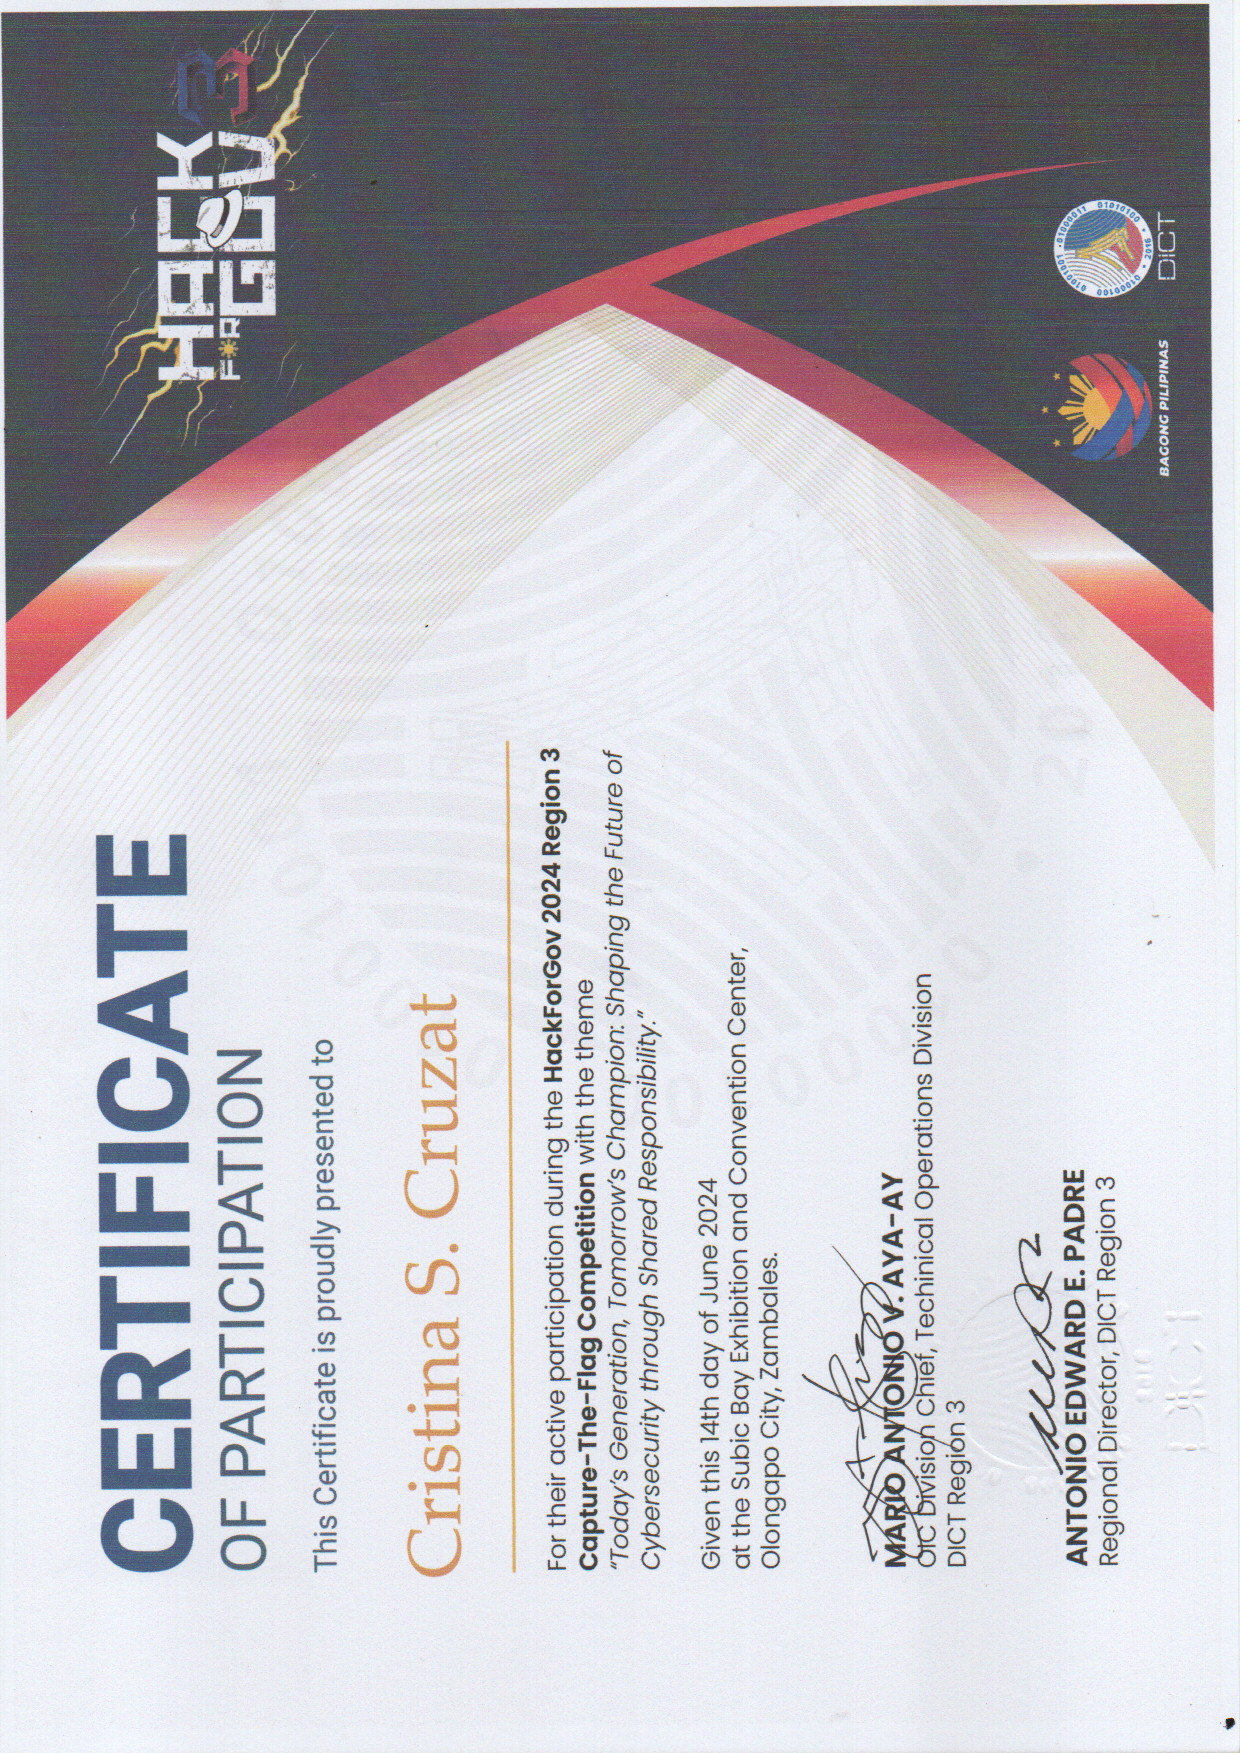 CERTIFICATE
OF PARTICIPATION
This Certificate is proudly presented to
Cristina S. Cruzat
For their active participation during the HackForGov 2024 Region 3
Capture-The-Flag Competition with the theme
“Today’s Generation, Tomorrow’s Champion: Shaping the Future of
Cybersecurity through Shared Responsibility.”
Given this 14th day of June 2024
at the Subic Bay Exhibition and Convention Center,
Olongapo City, Zambales.
MARIO ANTONIO V. AYA-AY
OIC Division Chief, Techinical Operations Division
DICT Region 3
ANTONIO EDWARD E. PADRE
Regional Director, DICT Region 3
HACK
FOR GOV 3
BAGONG PILIPINAS
2016
DICT